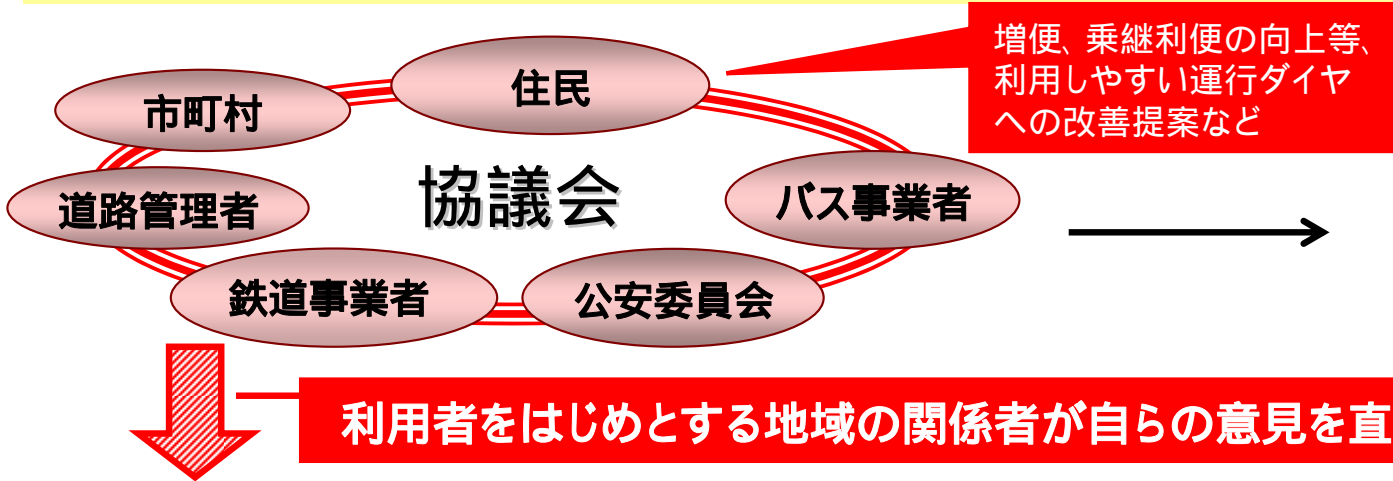 増便、乗継利便の向上等、
利用しやすい運行ダイヤ
への改善提案など
住民
市町村
協議会
バス事業者
道路管理者
鉄道事業者
公安委員会
利用者をはじめとする地域の関係者が自らの意見を直